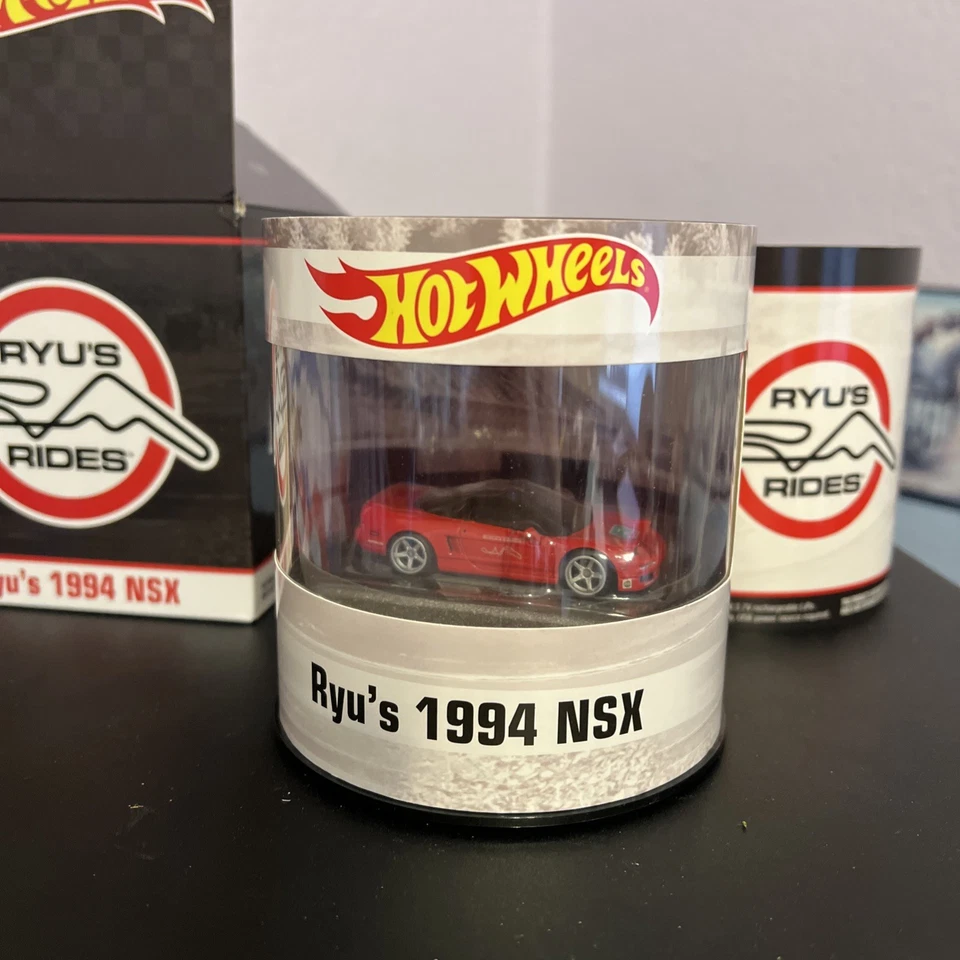 RYU'S
RIDES
yu's 1994 NSX
HOT WHEELS
Ryu's 1994 NSX
RYU'S
RIDES